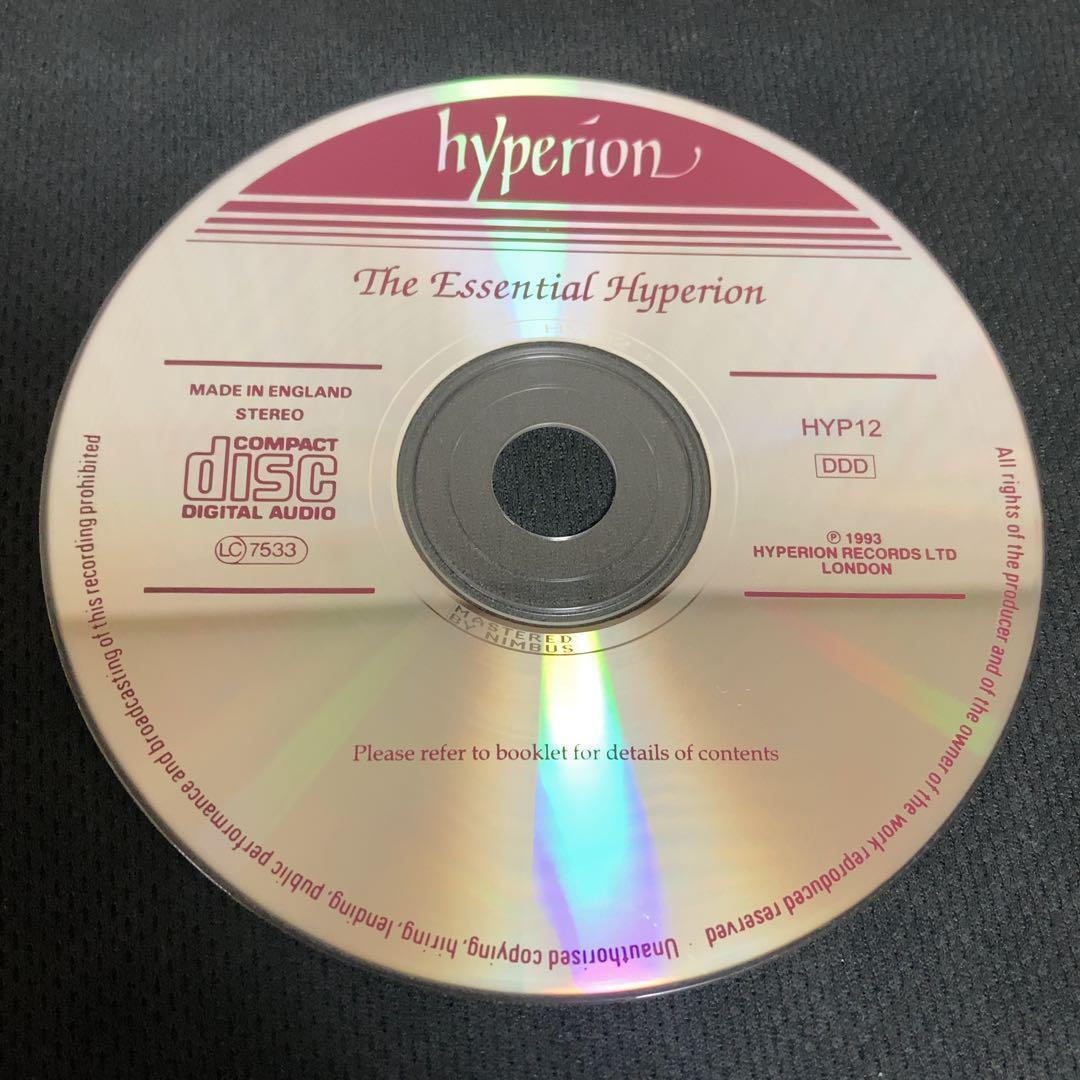 hyperion
The Essential Hyperion
MADE IN ENGLAND
STEREO
COMPACT
disc
DIGITAL AUDIO
LC 7533
HYP12
DDD
℗ 1993
HYPERION RECORDS LTD
LONDON
MASTERED
BY NIMBUS
Please refer to booklet for details of contents
All rights of the producer and of the owner of the work reproduced reserved · Unauthorised copying, hiring, lending, public performance and broadcasting of this recording prohibited